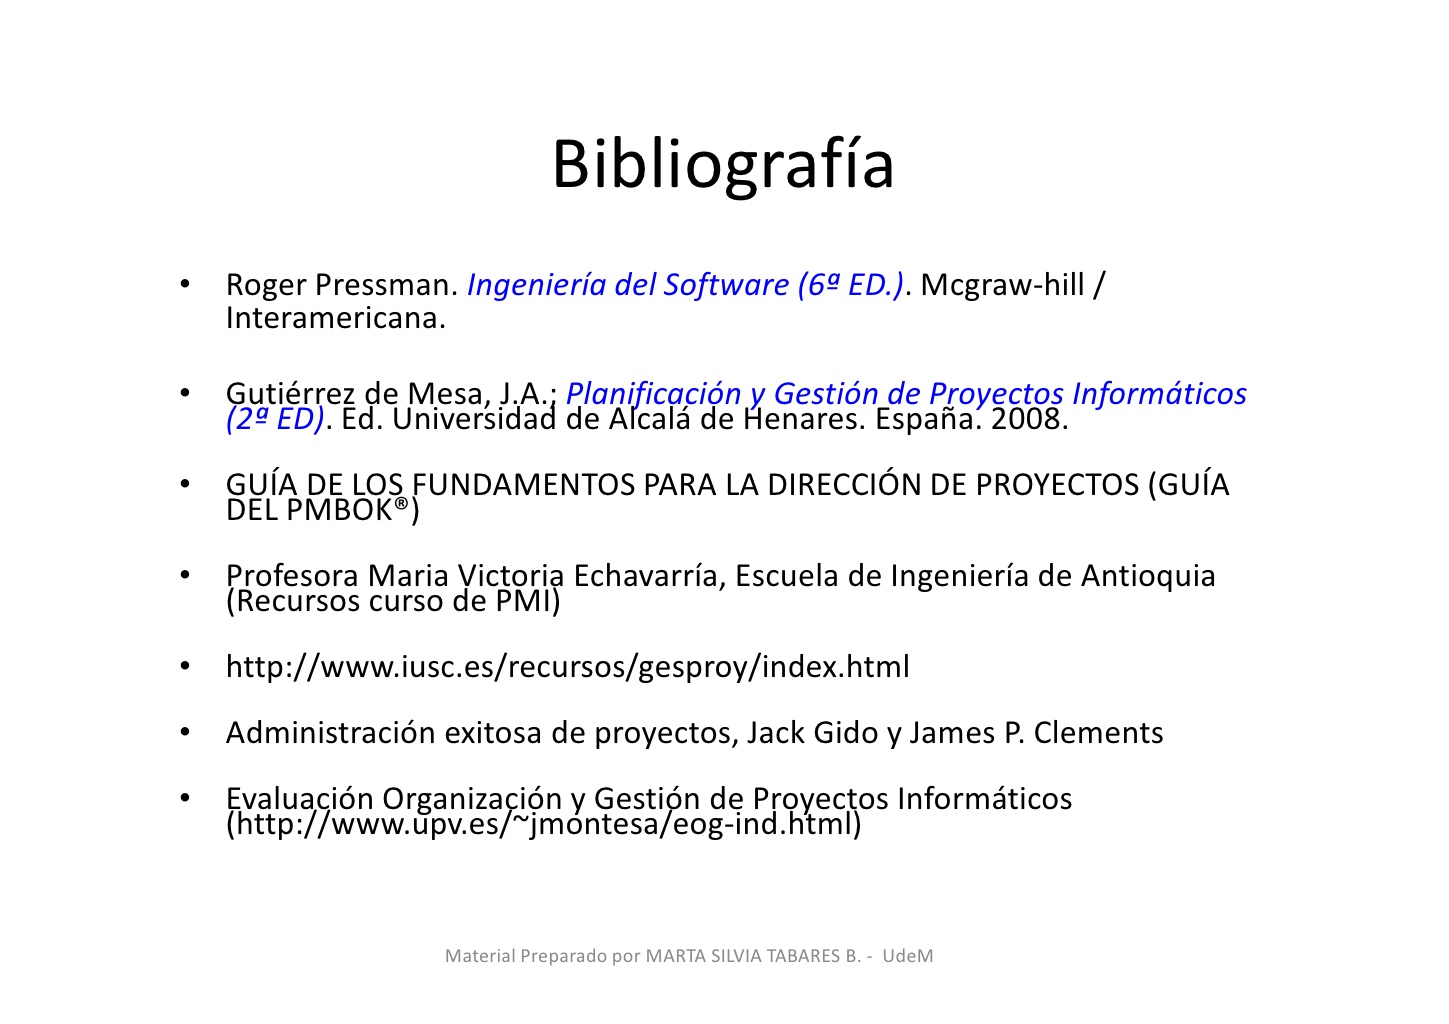 Bibliografía
• Roger Pressman. Ingeniería del Software (6ª ED.). Mcgraw-hill /
Interamericana.
• Gutiérrez de Mesa, J.A.; Planificación y Gestión de Proyectos Informáticos
(2ª ED). Ed. Universidad de Alcalá de Henares. España. 2008.
• GUÍA DE LOS FUNDAMENTOS PARA LA DIRECCIÓN DE PROYECTOS (GUÍA
DEL PMBOK®)
• Profesora Maria Victoria Echavarría, Escuela de Ingeniería de Antioquia
(Recursos curso de PMI)
• http://www.iusc.es/recursos/gesproy/index.html
• Administración exitosa de proyectos, Jack Gido y James P. Clements
• Evaluación Organización y Gestión de Proyectos Informáticos
(http://www.upv.es/~jmontesa/eog-ind.html)
Material Preparado por MARTA SILVIA TABARES B. - UdeM